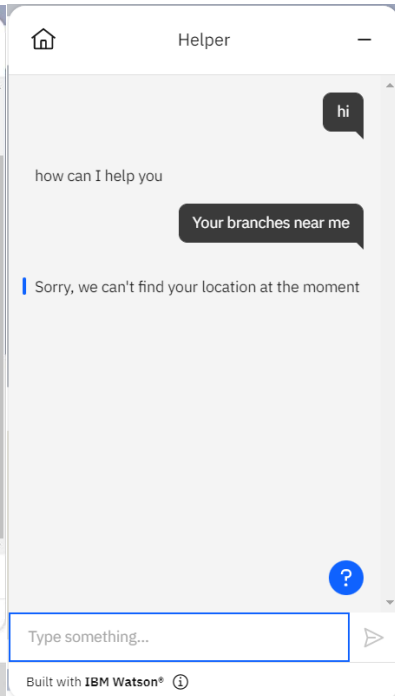 Helper
hi
how can I help you
Your branches near me
Sorry, we can't find your location at the moment
?
Type something...
Built with IBM Watson®